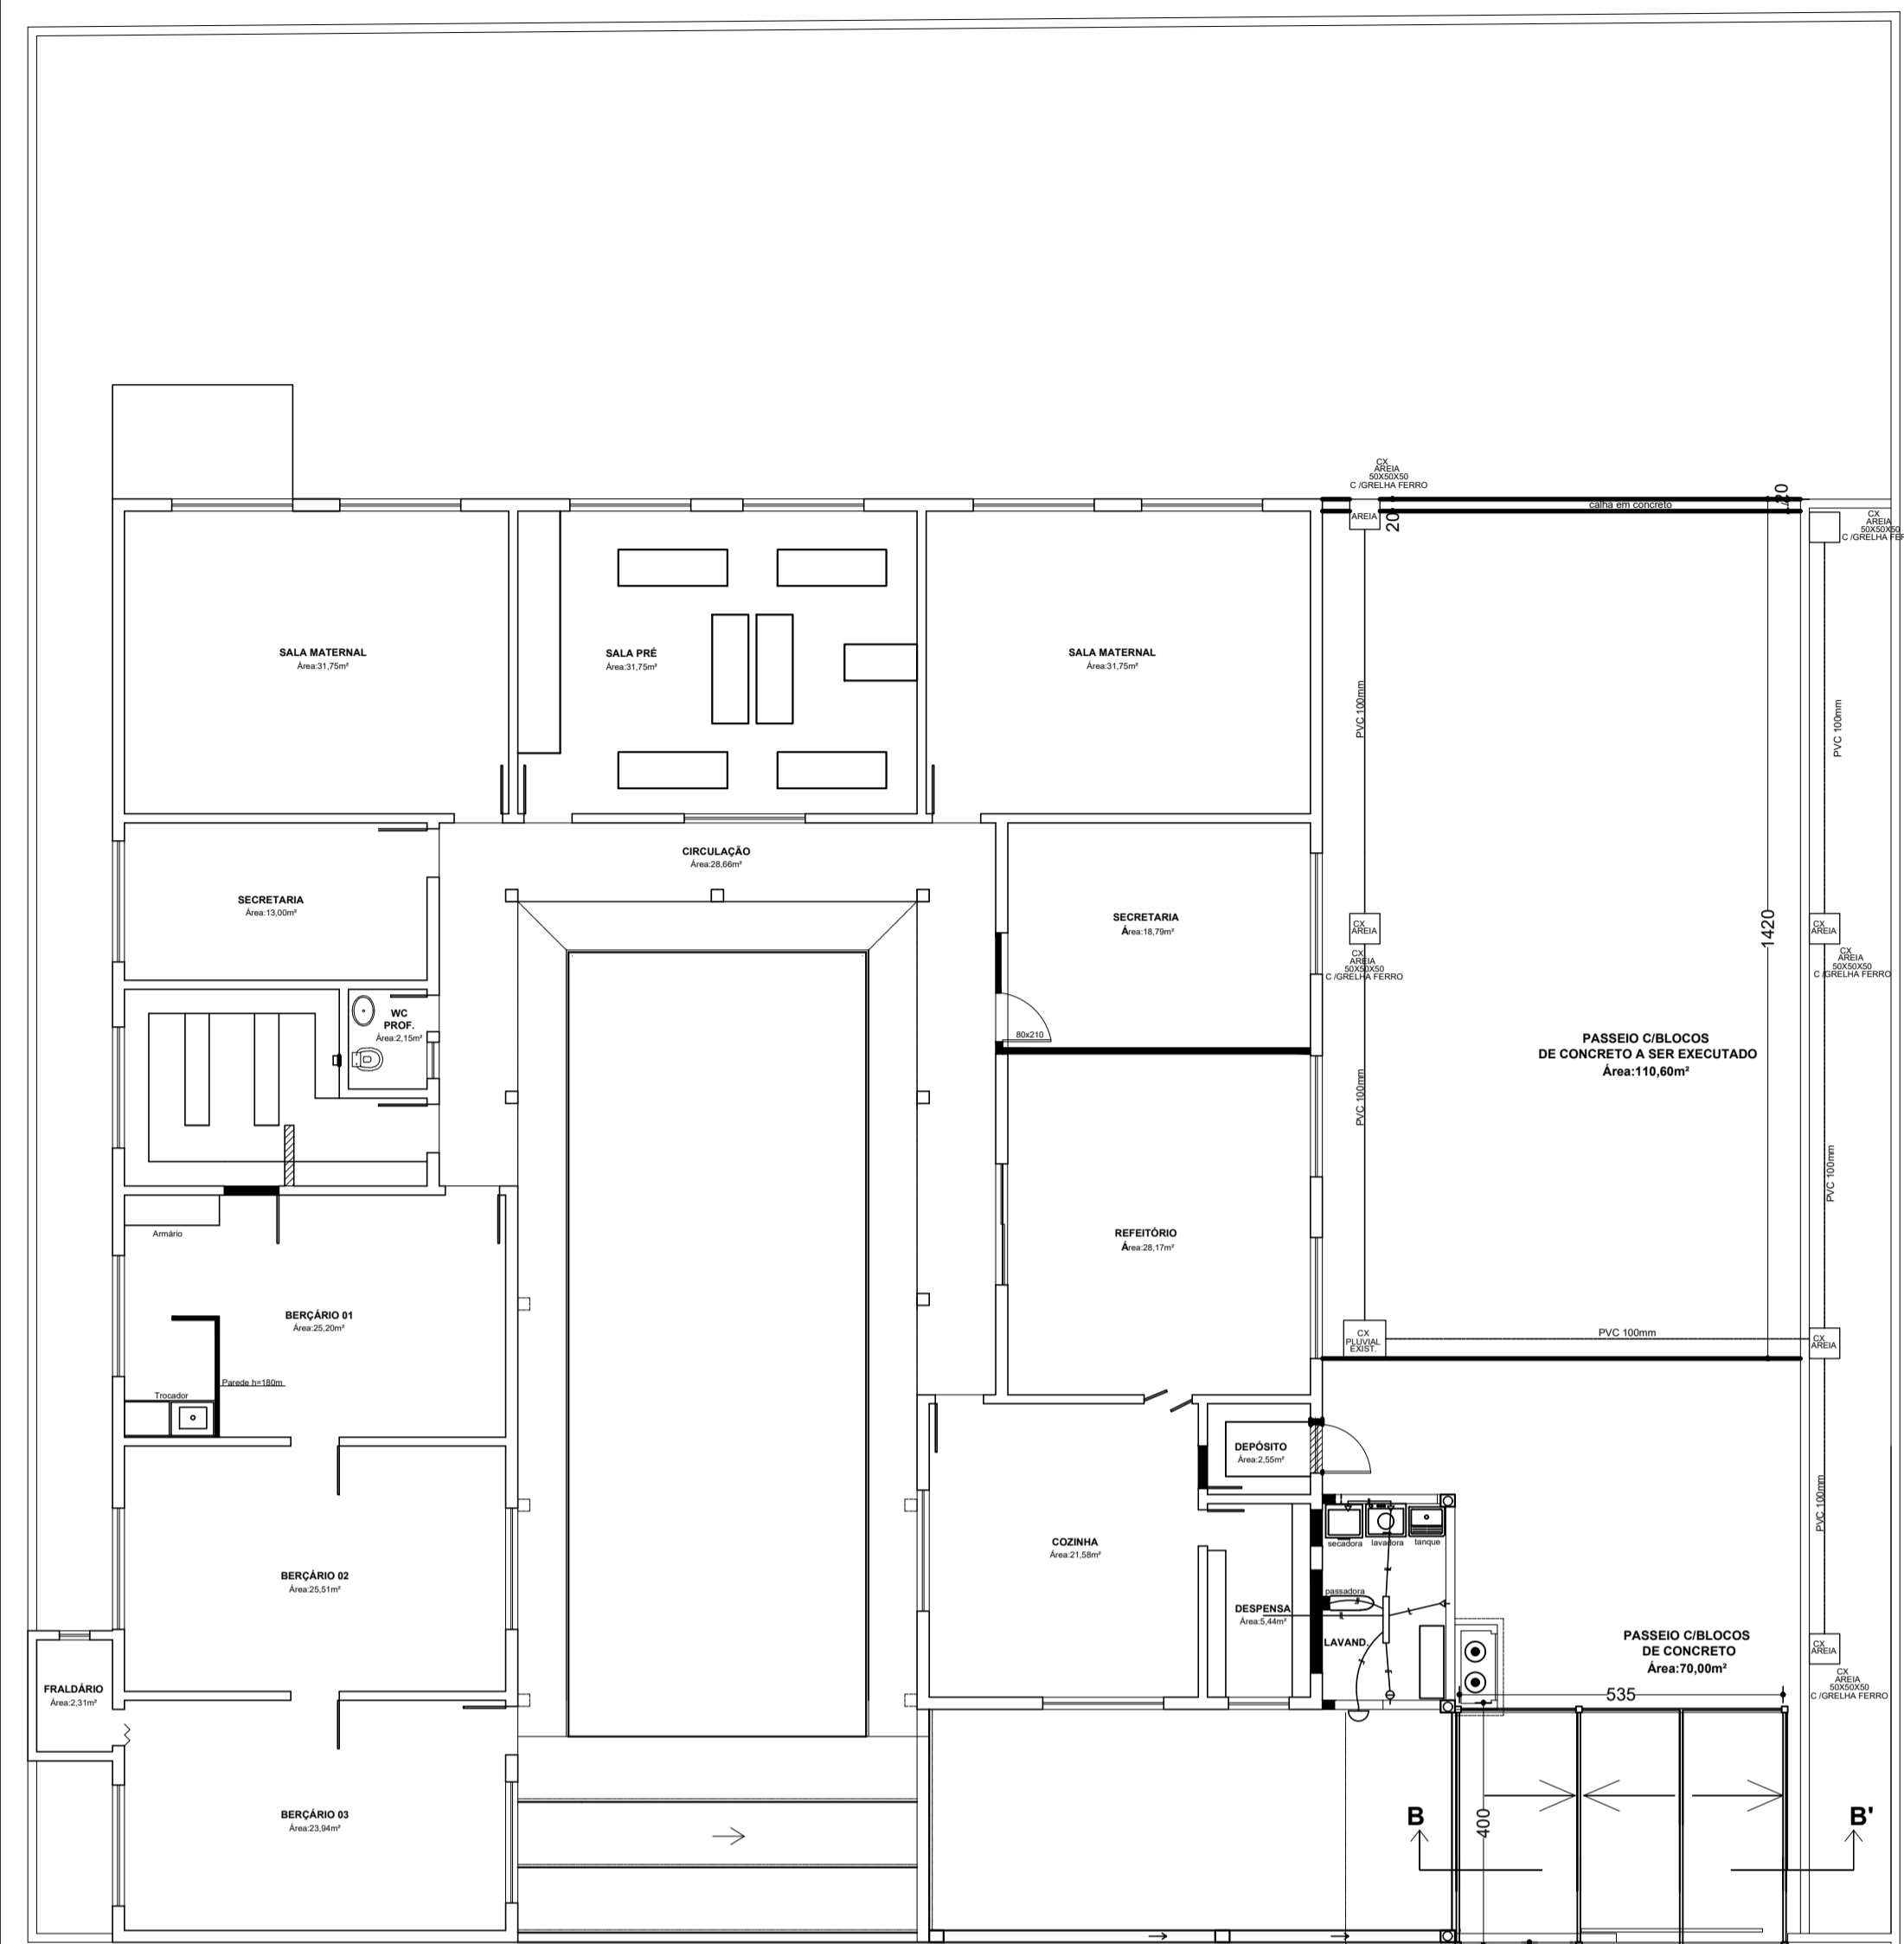 CX
AREIA
50X50X50
C /GRELHA FERRO
AREIA
20
calha em concreto
20
CX
AREIA
50X50X50
C /GRELHA FER
SALA MATERNAL
Área:31,75m²
SALA PRÉ
Área:31,75m²
SALA MATERNAL
Área:31,75m²
PVC 100mm
PVC 100mm
CIRCULAÇÃO
Área:28,66m²
SECRETARIA
Área:13,00m²
SECRETARIA
Área:18,79m²
CX
AREIA
CX
AREIA
50X50X50
C /GRELHA FERRO
1420
CX
AREIA
CX
AREIA
50X50X50
C /GRELHA FERRO
WC
PROF.
Área:2,15m²
80x210
PASSEIO C/BLOCOS
DE CONCRETO A SER EXECUTADO
Área:110,60m²
PVC 100mm
PVC 100mm
Armário
REFEITÓRIO
Área:28,17m²
BERÇÁRIO 01
Área:25,20m²
CX
PLUVIAL
EXIST.
PVC 100mm
CX
AREIA
Parede h=180m
Trocador
DEPÓSITO
Área:2,55m²
PVC 100mm
COZINHA
Área:21,58m²
secadora
lavadora
tanque
BERÇÁRIO 02
Área:25,51m²
passadora
DESPENSA
Área:5,44m²
LAVAND.
PASSEIO C/BLOCOS
DE CONCRETO
Área:70,00m²
CX
AREIA
CX
AREIA
50X50X50
C /GRELHA FERRO
FRALDÁRIO
Área:2,31m²
535
BERÇÁRIO 03
Área:23,94m²
400
B
B'